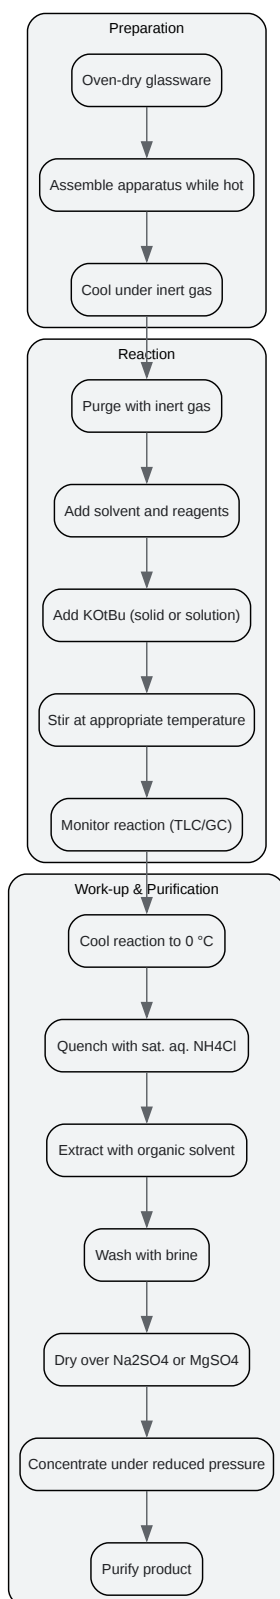 Preparation
Oven-dry glassware
Assemble apparatus while hot
Cool under inert gas
Reaction
Purge with inert gas
Add solvent and reagents
Add KOtBu (solid or solution)
Stir at appropriate temperature
Monitor reaction (TLC/GC)
Work-up & Purification
Cool reaction to 0 °C
Quench with sat. aq. NH4Cl
Extract with organic solvent
Wash with brine
Dry over Na2SO4 or MgSO4
Concentrate under reduced pressure
Purify product